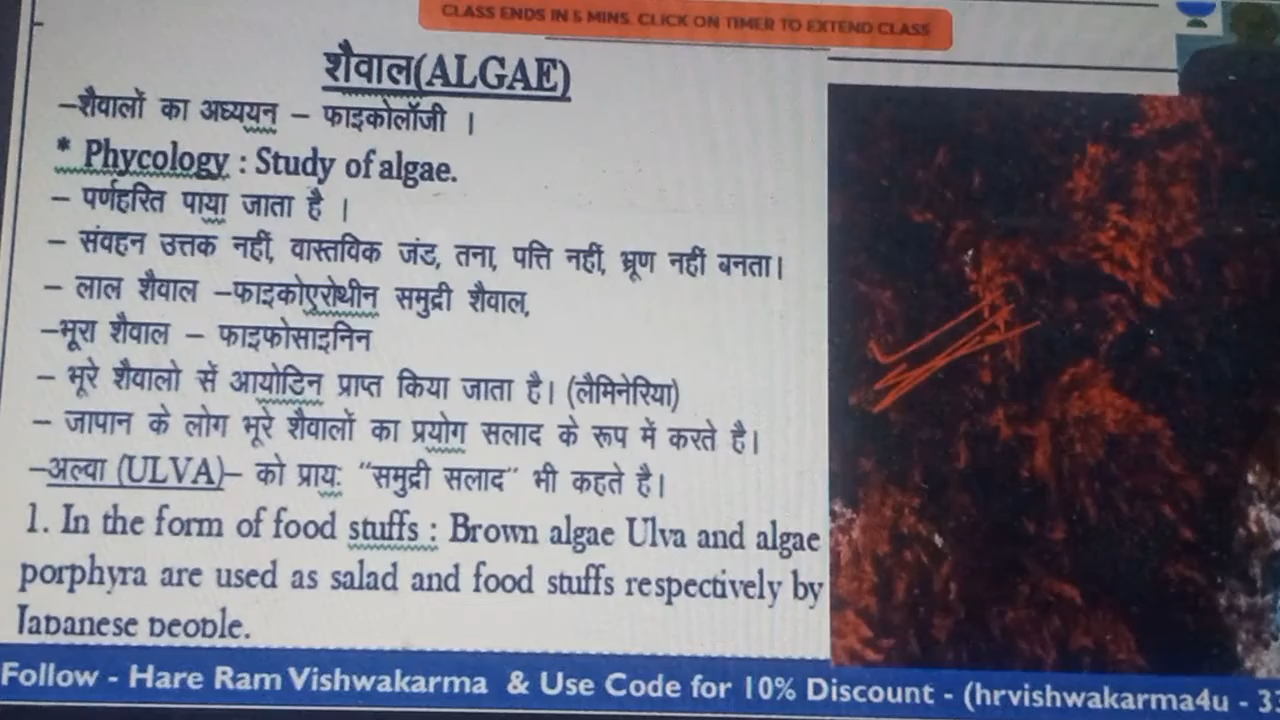 CLASS ENDS IN 5 MINS. CLICK ON TIMER TO EXTEND CLASS
शैवाल(ALGAE)
–शैवालों का अध्ययन – फाइकोलॉजी ।
* Phycology : Study of algae.
– पर्णहरित पाया जाता है ।
– संवहन उत्तक नहीं, वास्तविक जंड, तना, पत्ति नहीं, भ्रूण नहीं बनता।
– लाल शैवाल –फाइकोएरोथीन समुद्री शैवाल,
–भूरा शैवाल – फाइफोसाइनिन
– भूरे शैवालो सें आयोडिन प्राप्त किया जाता है। (लैमिनेरिया)
– जापान के लोग भूरे शैवालों का प्रयोग सलाद के रूप में करते है।
–अल्वा (ULVA)– को प्राय: “समुद्री सलाद” भी कहते है।
1. In the form of food stuffs : Brown algae Ulva and algae
porphyra are used as salad and food stuffs respectively by
Japanese people.
Follow - Hare Ram Vishwakarma & Use Code for 10% Discount - (hrvishwakarma4u - 3